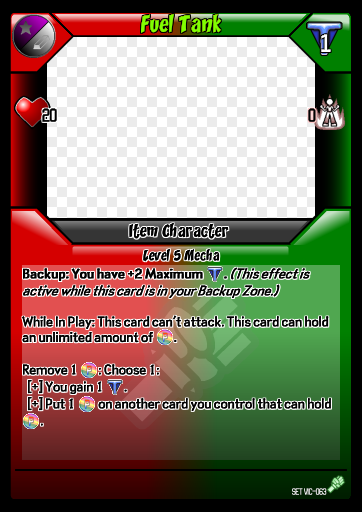 Fuel Tank
1
20
0
Item Character
Level 5 Mecha
Backup: You have +2 Maximum T. (This effect is
active while this card is in your Backup Zone.)
While In Play: This card can't attack. This card can hold
an unlimited amount of P.
Remove 1 P: Choose 1:
[+] You gain 1 T.
[+] Put 1 P on another card you control that can hold
P.
SET VIC-063